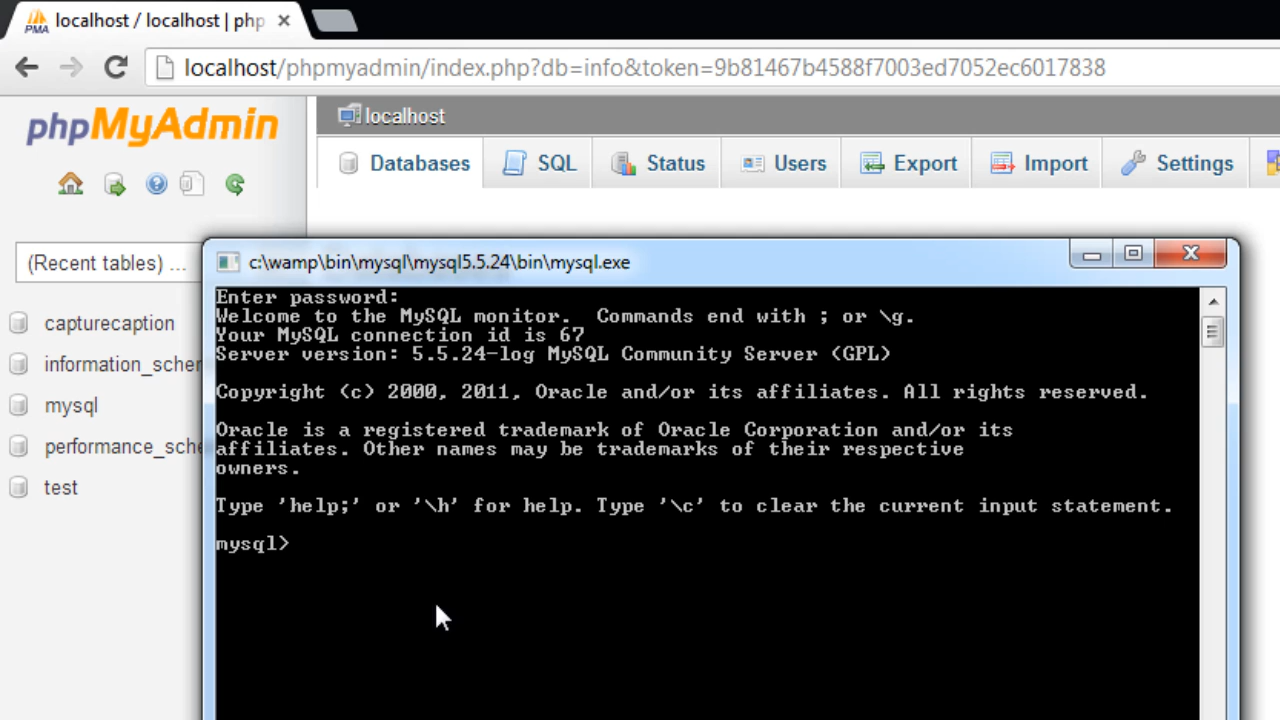 localhost / localhost | php
localhost/phpmyadmin/index.php?db=info&token=9b81467b4588f7003ed7052ec6017838
phpMyAdmin
localhost
Databases SQL Status Users Export Import Settings
(Recent tables) ...
capturecaption
information_schem
mysql
performance_sche
test
c:\wamp\bin\mysql\mysql5.5.24\bin\mysql.exe
Enter password:
Welcome to the MySQL monitor.  Commands end with ; or \g.
Your MySQL connection id is 67
Server version: 5.5.24-log MySQL Community Server (GPL)
Copyright (c) 2000, 2011, Oracle and/or its affiliates. All rights reserved.
Oracle is a registered trademark of Oracle Corporation and/or its
affiliates. Other names may be trademarks of their respective
owners.
Type 'help;' or '\h' for help. Type '\c' to clear the current input statement.
mysql>